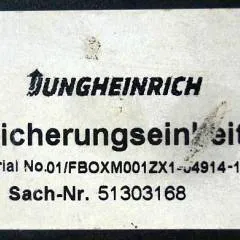 JUNGHEINRICH
icherungseinheit
rial No.01/FBOXM001ZX1-04914-1
Sach-Nr. 51303168